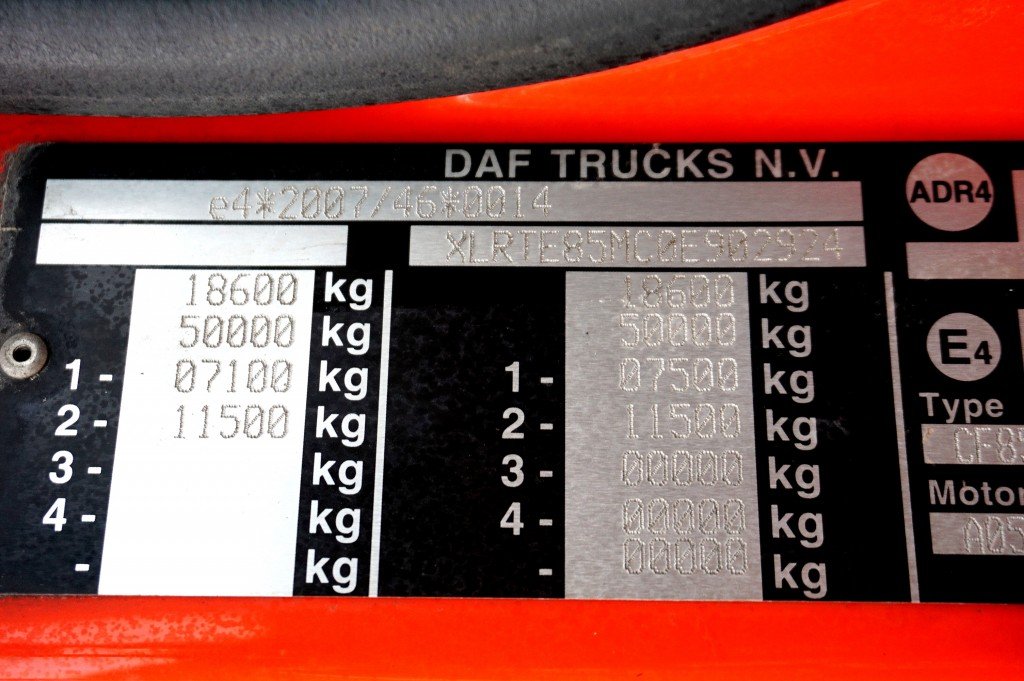 DAF TRUCKS N.V.
ADR4
e4*2007/46*0014
XLRTE85MC0E902924
18600 kg 18600 kg
50000 kg 50000 kg
1 - 07100 kg 1 - 07500 kg
2 - 11500 kg 2 - 11500 kg
3 - kg 3 - 00000 kg
4 - kg 4 - 00000 kg
- kg - 00000 kg
E4
Type
CF8
Motor
A05